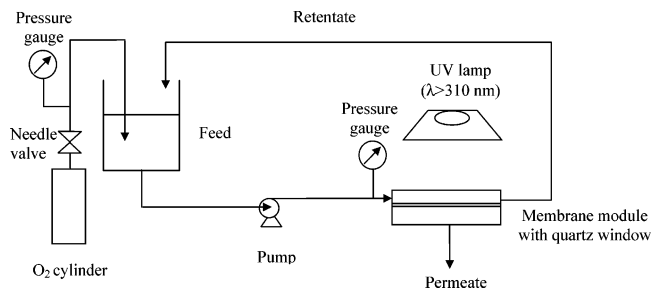 Pressure
gauge
Retentate
UV lamp
(λ>310 nm)
Pressure
gauge
Needle
valve
Feed
Membrane module
with quartz window
Pump
O₂ cylinder
Permeate